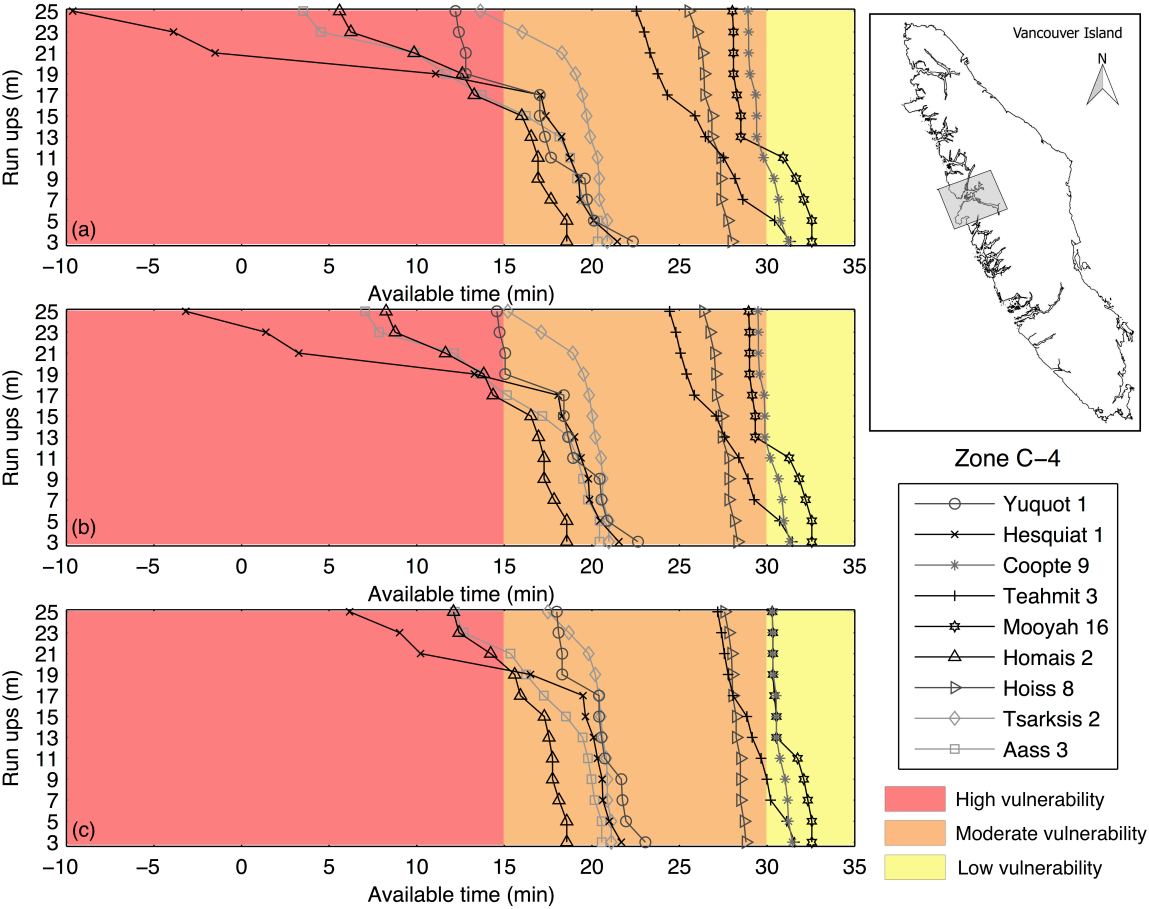 25
23
21
19
17
15
13
11
9
7
5
3
Run ups (m)
(a)
−10 −5 0 5 10 15 20 25 30 35
Available time (min)
25
23
21
19
17
15
13
11
9
7
5
3
Run ups (m)
(b)
−10 −5 0 5 10 15 20 25 30 35
Available time (min)
25
23
21
19
17
15
13
11
9
7
5
3
Run ups (m)
(c)
−10 −5 0 5 10 15 20 25 30 35
Available time (min)
Vancouver Island
N
Zone C−4
Yuquot 1
Hesquiat 1
Coopte 9
Teahmit 3
Mooyah 16
Homais 2
Hoiss 8
Tsarksis 2
Aass 3
High vulnerability
Moderate vulnerability
Low vulnerability